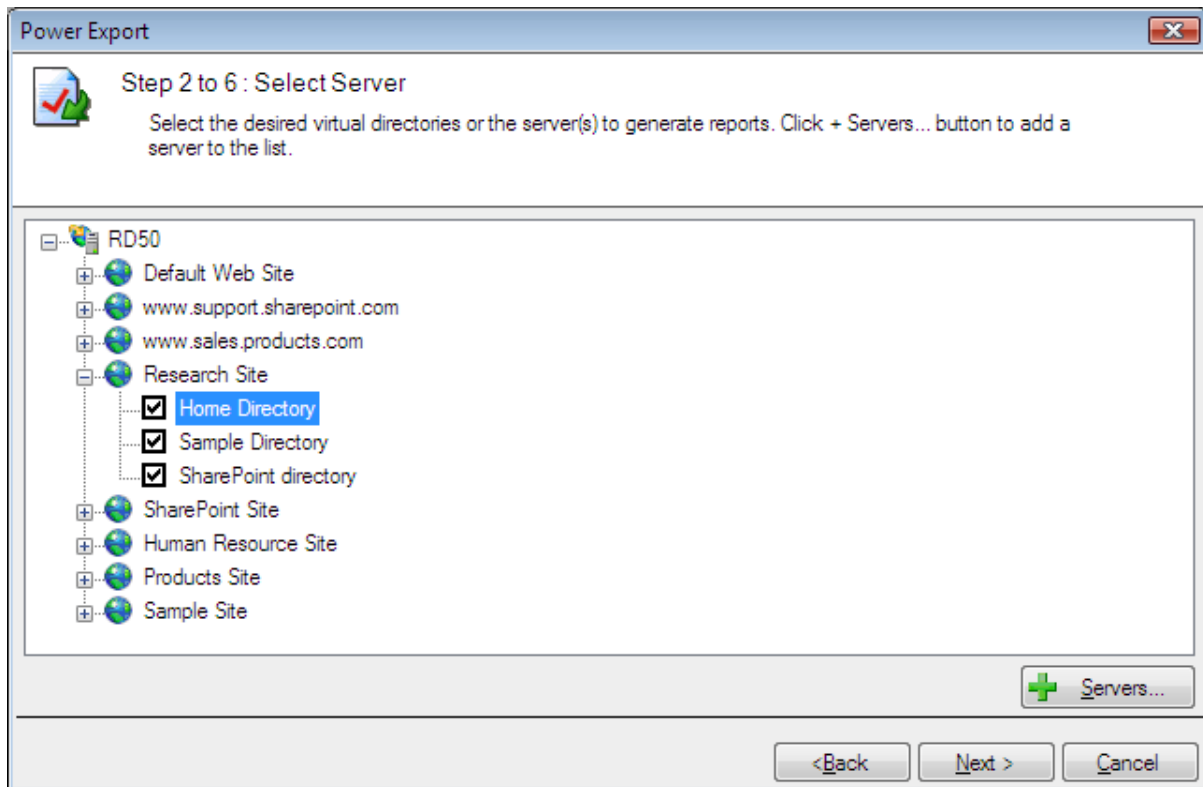 Power Export
Step 2 to 6 : Select Server
Select the desired virtual directories or the server(s) to generate reports. Click + Servers... button to add a
server to the list.
RD50
Default Web Site
www.support.sharepoint.com
www.sales.products.com
Research Site
Home Directory
Sample Directory
SharePoint directory
SharePoint Site
Human Resource Site
Products Site
Sample Site
Servers...
<Back Next > Cancel